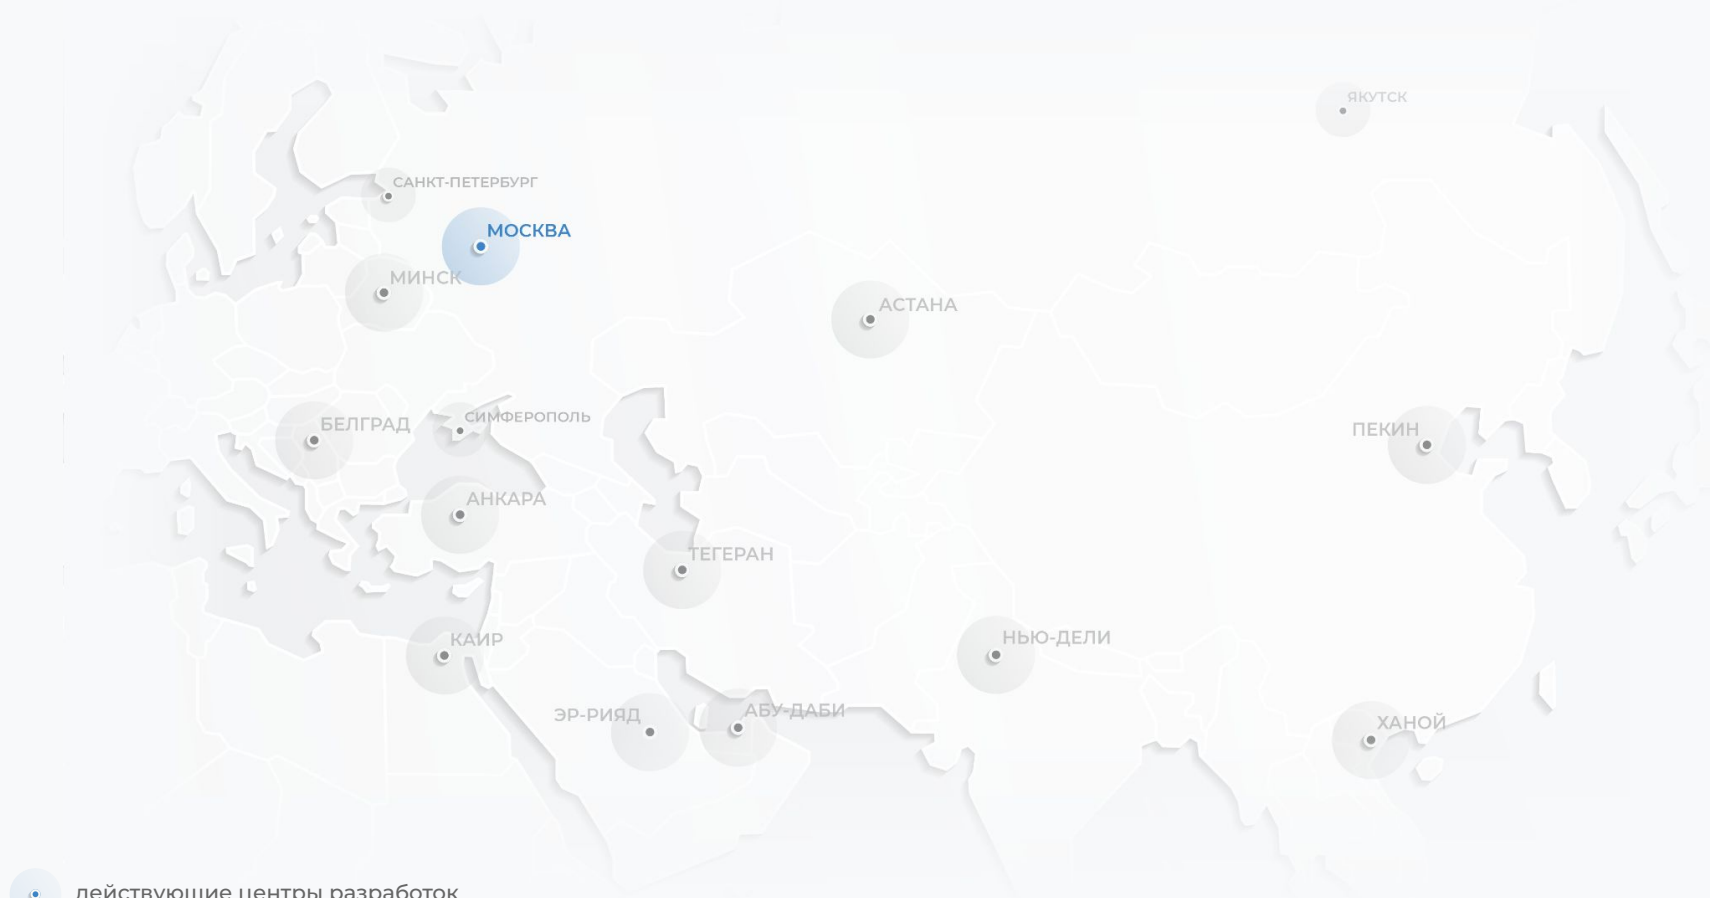 ЯКУТСК
САНКТ-ПЕТЕРБУРГ
МОСКВА
МИНСК
АСТАНА
БЕЛГРАД
СИМФЕРОПОЛЬ
ПЕКИН
АНКАРА
ТЕГЕРАН
КАИР
НЬЮ-ДЕЛИ
ЭР-РИЯД
АБУ-ДАБИ
ХАНОЙ
действующие центры разработок